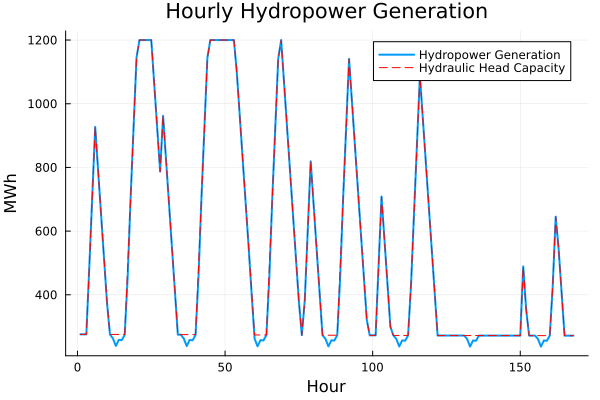 Hourly Hydropower Generation
1200
1000
800
600
400
MWh
Hydropower Generation
Hydraulic Head Capacity
0
50
100
150
Hour